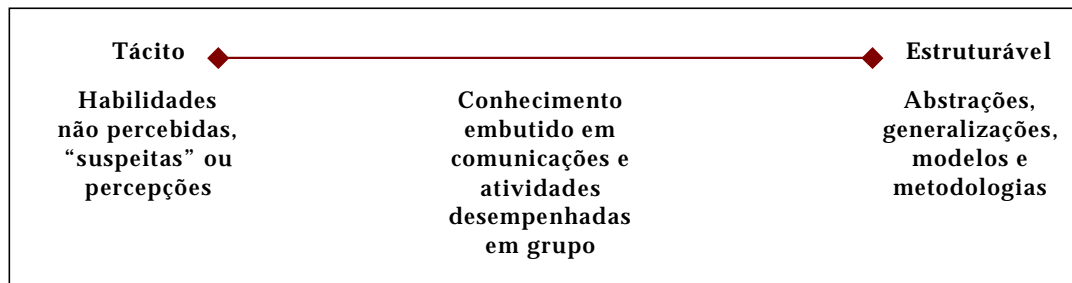 Tácito
Estruturável
Habilidades
não percebidas,
“suspeitas” ou
percepções
Conhecimento
embutido em
comunicações e
atividades
desempenhadas
em grupo
Abstrações,
generalizações,
modelos e
metodologias